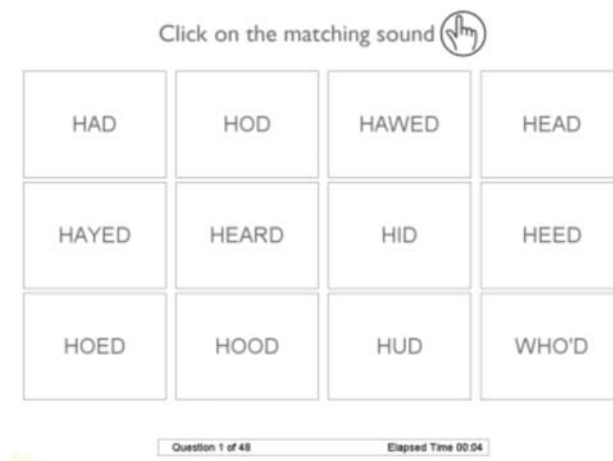 Click on the matching sound
HAD HOD HAWED HEAD
HAYED HEARD HID HEED
HOED HOOD HUD WHO'D
Question 1 of 48 Elapsed Time 00:04